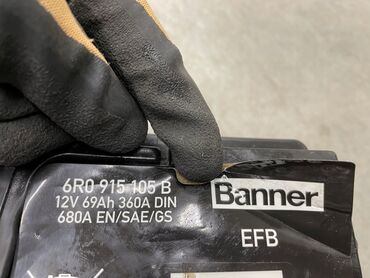 6R0 915 105 B
12V 69Ah 360A DIN
680A EN/SAE/GS
Banner
EFB